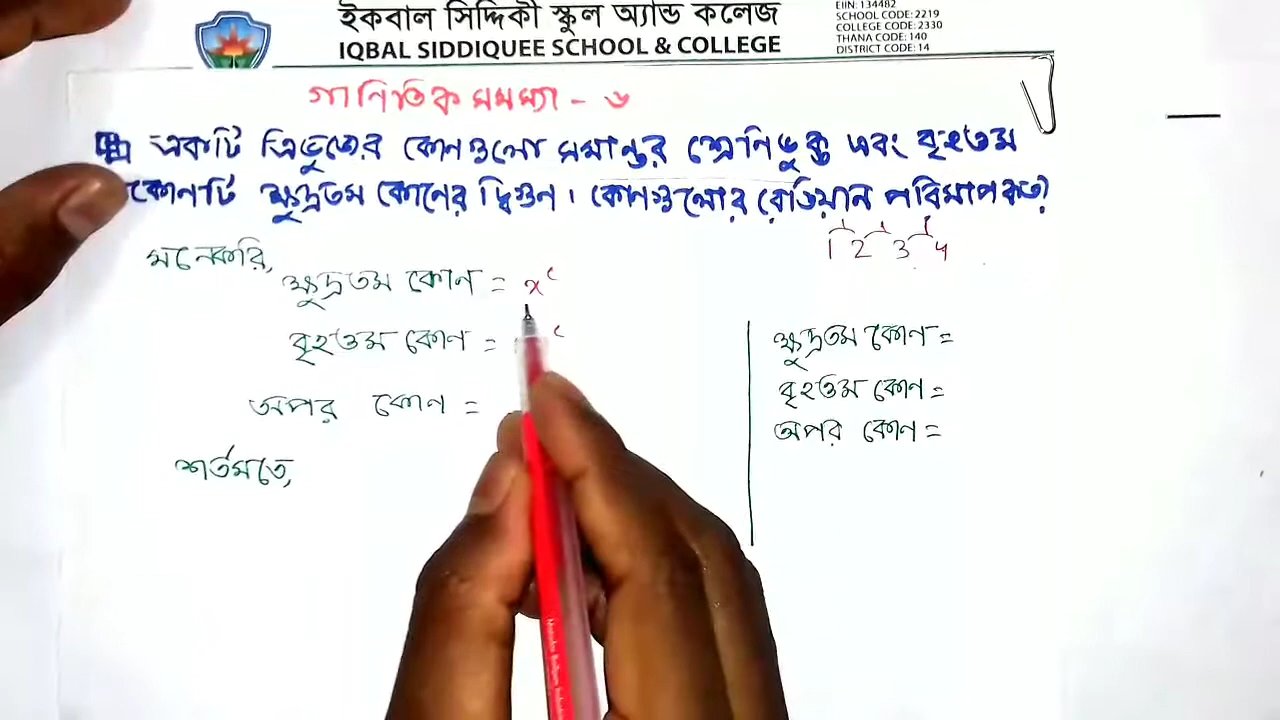 ইকবাল সিদ্দিকী স্কুল অ্যান্ড কলেজ
IQBAL SIDDIQUEE SCHOOL & COLLEGE
EIIN: 134482
SCHOOL CODE: 2219
COLLEGE CODE: 2330
THANA CODE: 140
DISTRICT CODE: 14
গাণিতিক সমস্যা - ৬
একটি ত্রিভুজের কোনগুলো সমান্তর শ্রেনিভুক্ত এবং বৃহত্তম
কোনটি ক্ষুদ্রতম কোনের দ্বিগুন। কোনগুলোর রেডিয়ান পরিমাপ কত?
1 2 3 4
মনেকরি,
ক্ষুদ্রতম কোন = x^c
বৃহত্তম কোন = ^c
অপর কোন =
শর্তমতে,
ক্ষুদ্রতম কোন =
বৃহত্তম কোন =
অপর কোন =